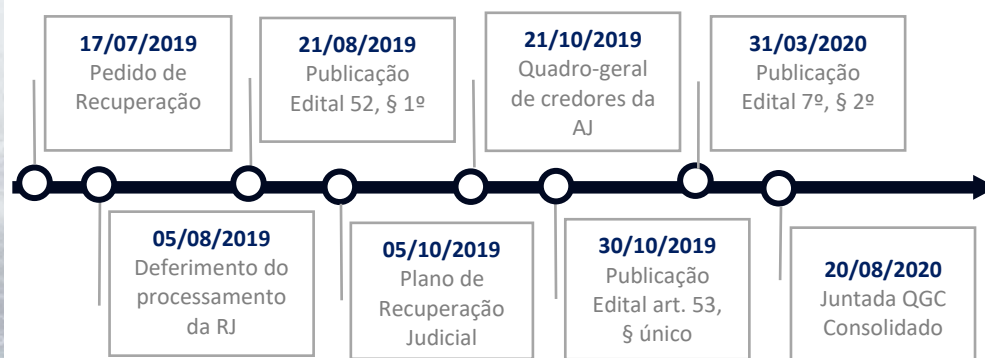 17/07/2019
Pedido de
Recuperação
05/08/2019
Deferimento do
processamento
da RJ
21/08/2019
Publicação
Edital 52, § 1º
05/10/2019
Plano de
Recuperação
Judicial
21/10/2019
Quadro-geral
de credores da
AJ
30/10/2019
Publicação
Edital art. 53,
§ único
31/03/2020
Publicação
Edital 7º, § 2º
20/08/2020
Juntada QGC
Consolidado